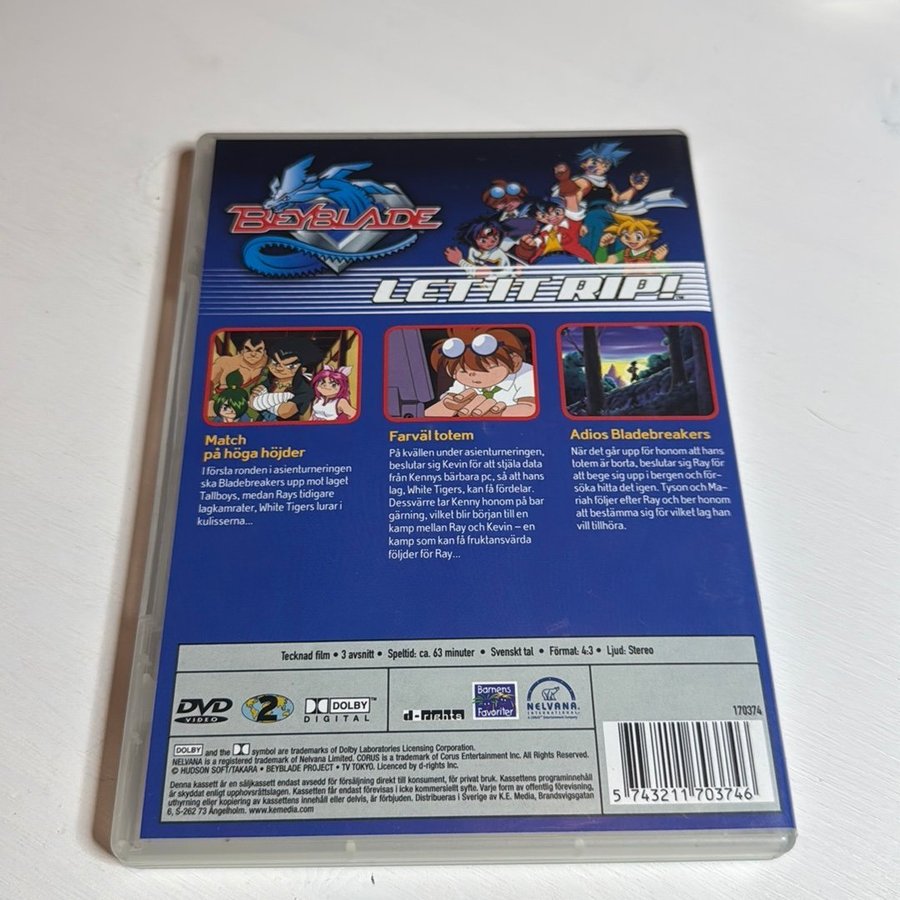 BEYBLADE
LET IT RIP!
Match
på höga höjder
I första ronden i asienturneringen
ska Bladebreakers upp mot laget
Tallboys, medan Rays tidigare
lagkamrater, White Tigers lurar i
kulisserna...
Farväl totem
På kvällen under asienturneringen,
beslutar sig Kevin för att stjäla data
från Kennys bärbara pc, så att hans
lag, White Tigers, kan få fördelar.
Dessvärre tar Kenny honom på bar
gärning, vilket blir början till en
kamp mellan Ray och Kevin – en
kamp som kan få fruktansvärda
följder för Ray...
Adios Bladebreakers
När det går upp för honom att hans
totem är borta, beslutar sig Ray för
att bege sig upp i bergen och för-
söka hitta det igen. Tyson och Ma-
riah följer efter Ray och ber honom
att bestämma sig för vilket lag han
vill tillhöra.
Tecknad film • 3 avsnitt • Speltid: ca. 63 minuter • Svenskt tal • Förmat: 4:3 • Ljud: Stereo
DVD
VIDEO
2
DOLBY
DIGITAL
d-rights
Barnens
Favoriter
NELVANA
INTERNATIONAL
170374
DOLBY and the symbol are trademarks of Dolby Laboratories Licensing Corporation.
NELVANA is a registered trademark of Nelvana Limited. CORUS is a trademark of Corus Entertainment Inc. All Rights Reserved.
© HUDSON SOFT/TAKARA • BEYBLADE PROJECT • TV TOKYO. Licenced by d-rights Inc.
Denna kassett är en säljkassett endast avsedd för försäljning direkt till konsument, för privat bruk. Kassettens programinnehåll
är skyddat enligt upphovsrättslagen. Kassetten får endast förevisas i icke kommersiellt syfte. Varje form av offentlig förevisning,
uthyrning eller kopiering av kassettens innehåll eller delvis, är förbjuden. Distribueras i Sverige av K.E. Media, Brandsvigsgatan
6, S-262 73 Ängelholm. www.kemedia.com
5 743211 703746